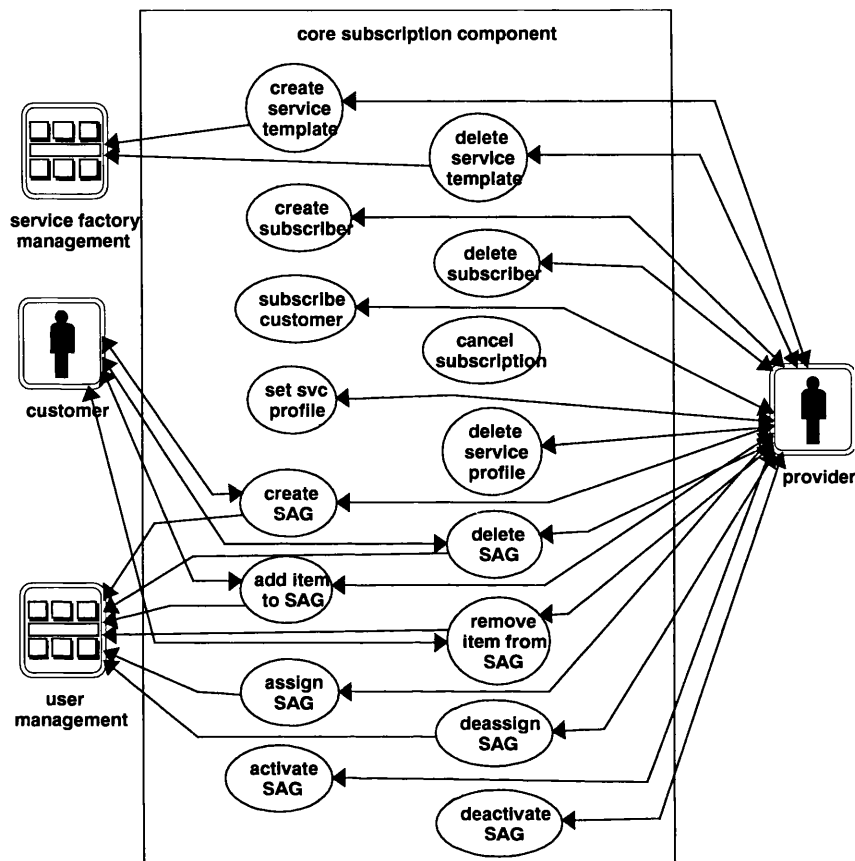 core subscription component
create
service
template
delete
service
template
service factory
management
create
subscriber
delete
subscriber
subscribe
customer
cancel
subscription
customer
set svc
profile
delete
service
profile
provider
create
SAG
delete
SAG
add item
to SAG
remove
item from
SAG
user
management
assign
SAG
deassign
SAG
activate
SAG
deactivate
SAG